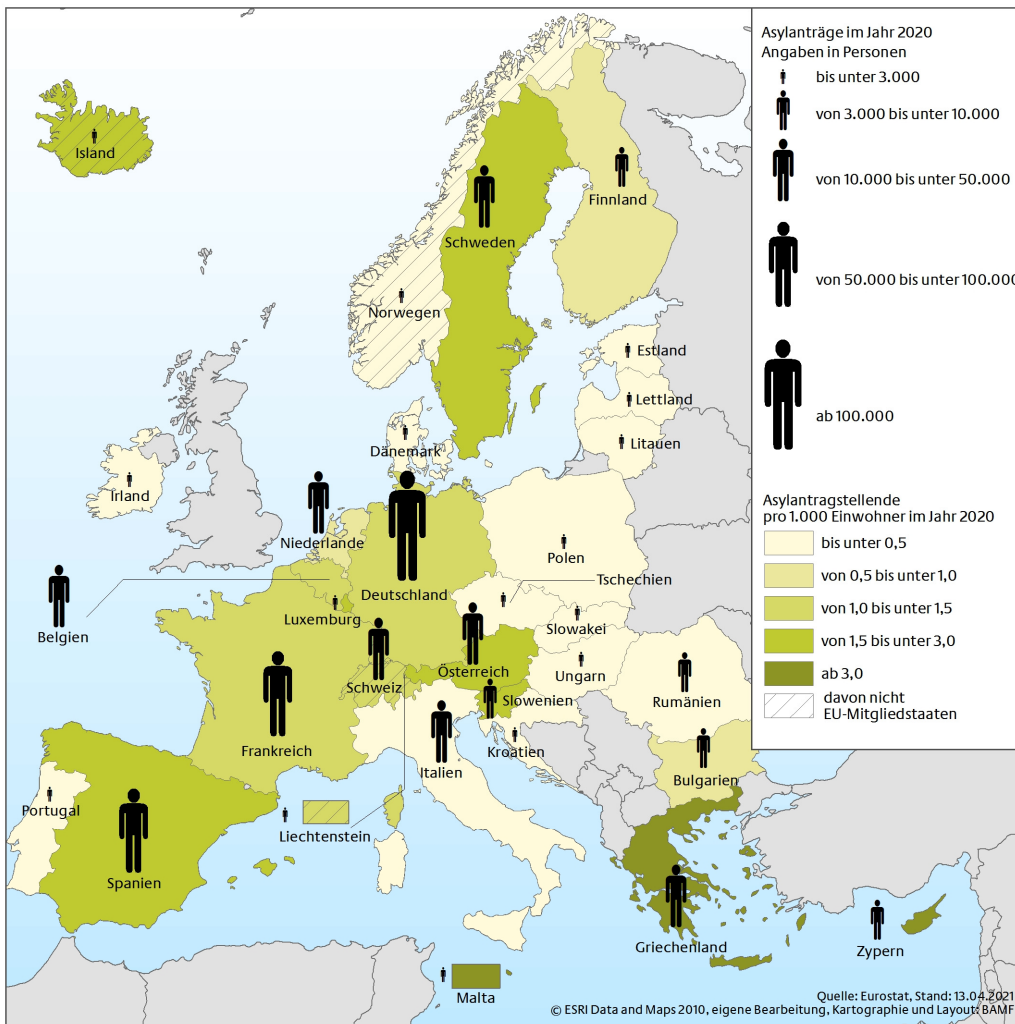 Asylanträge im Jahr 2020
Angaben in Personen
bis unter 3.000
von 3.000 bis unter 10.000
von 10.000 bis unter 50.000
von 50.000 bis unter 100.000
ab 100.000
Asylantragstellende
pro 1.000 Einwohner im Jahr 2020
bis unter 0,5
von 0,5 bis unter 1,0
von 1,0 bis unter 1,5
von 1,5 bis unter 3,0
ab 3,0
davon nicht
EU-Mitgliedstaaten
Island
Finnland
Schweden
Norwegen
Estland
Lettland
Dänemark
Litauen
Irland
Niederlande
Polen
Tschechien
Deutschland
Luxemburg
Slowakei
Belgien
Österreich
Ungarn
Schweiz
Slowenien
Rumänien
Frankreich
Kroatien
Italien
Bulgarien
Portugal
Liechtenstein
Spanien
Griechenland
Zypern
Malta
Quelle: Eurostat, Stand: 13.04.2021
© ESRI Data and Maps 2010, eigene Bearbeitung, Kartographie und Layout: BAMF